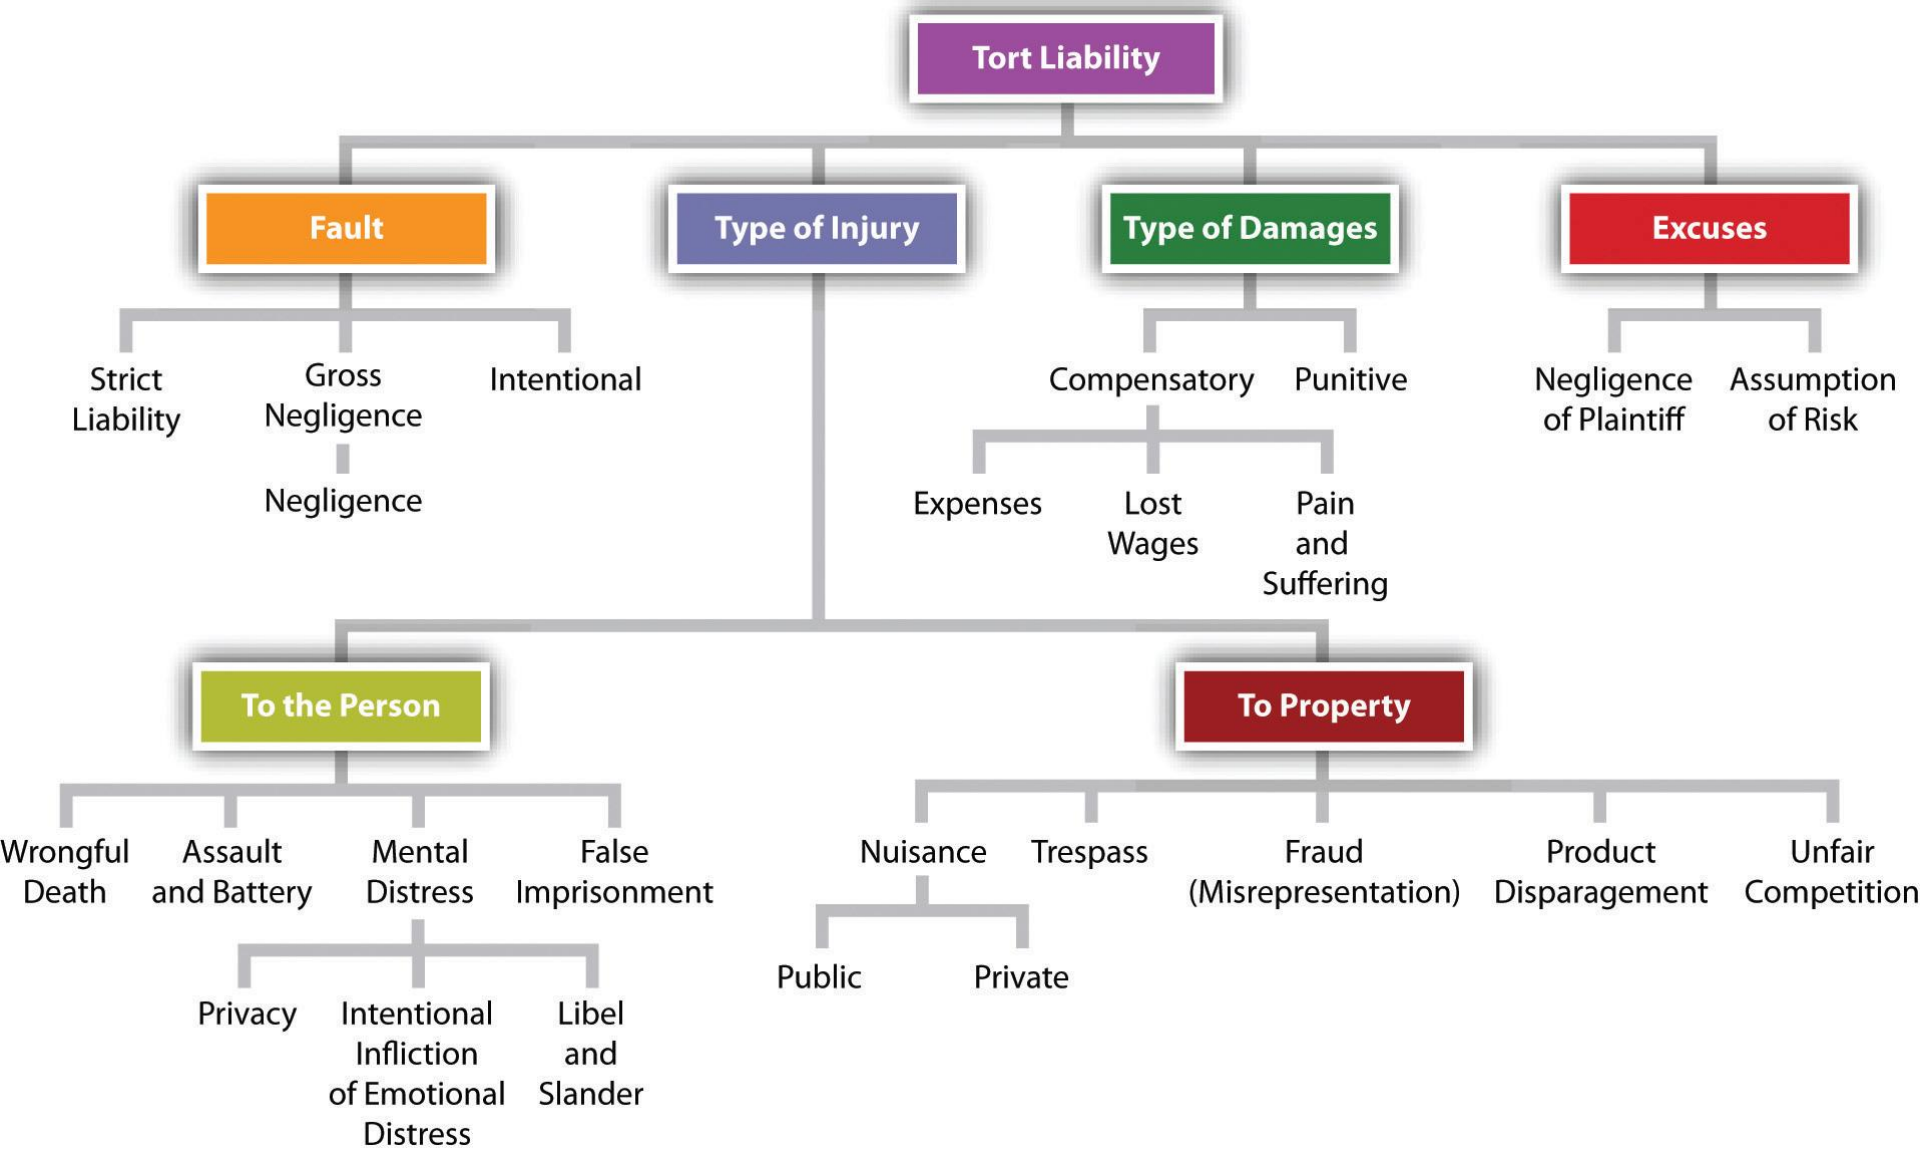 Tort Liability
Fault
Type of Injury
Type of Damages
Excuses
Strict
Liability
Gross
Negligence
Intentional
Negligence
Compensatory
Punitive
Expenses
Lost
Wages
Pain
and
Suffering
Negligence
of Plaintiff
Assumption
of Risk
To the Person
To Property
Wrongful
Death
Assault
and Battery
Mental
Distress
False
Imprisonment
Privacy
Intentional
Infliction
of Emotional
Distress
Libel
and
Slander
Nuisance
Trespass
Fraud
(Misrepresentation)
Product
Disparagement
Unfair
Competition
Public
Private